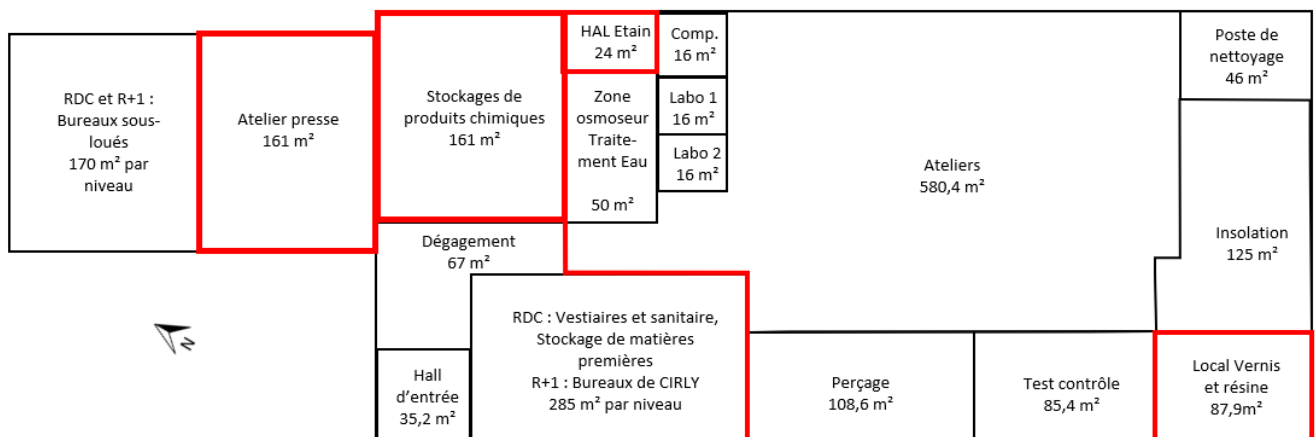 RDC et R+1 :
Bureaux sous-
loués
170 m² par
niveau
Atelier presse
161 m²
Stockages de
produits chimiques
161 m²
HAL Etain
24 m²
Comp.
16 m²
Zone
osmoseur
Traite-
ment Eau
50 m²
Labo 1
16 m²
Labo 2
16 m²
Ateliers
580,4 m²
Poste de
nettoyage
46 m²
Insolation
125 m²
Dégagement
67 m²
N
Hall
d'entrée
35,2 m²
RDC : Vestiaires et sanitaire,
Stockage de matières
premières
R+1 : Bureaux de CIRLY
285 m² par niveau
Perçage
108,6 m²
Test contrôle
85,4 m²
Local Vernis
et résine
87,9m²